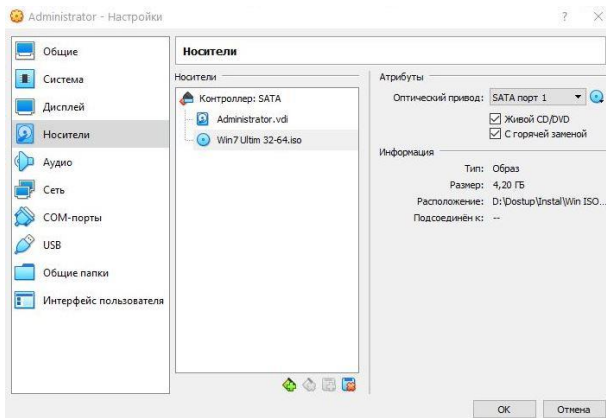 Administrator - Настройки
?
Общие
Система
Дисплей
Носители
Аудио
Сеть
COM-порты
USB
Общие папки
Интерфейс пользователя
Носители
Носители
Контроллер: SATA
Administrator.vdi
Win7 Ultim 32-64.iso
Атрибуты
Оптический привод: SATA порт 1
Живой CD/DVD
С горячей заменой
Информация
Тип: Образ
Размер: 4,20 ГБ
Расположение: D:\Dostup\Instal\Win ISO...
Подсоединён к: --
OK Отмена